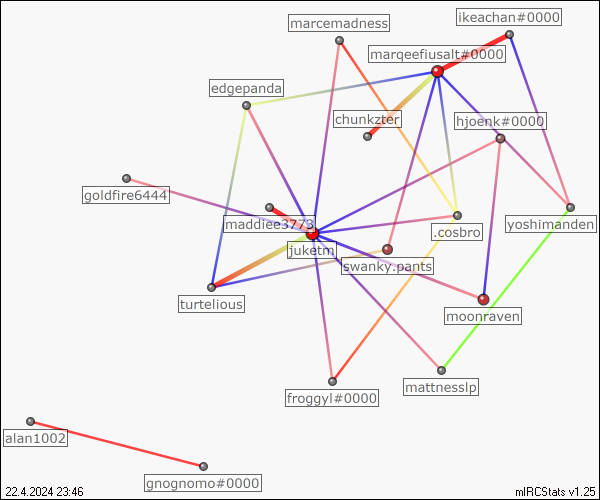 ikeachan#0000
marcemadness
marqeefiusalt#0000
edgepanda
chunkzter
hjoenk#0000
goldfire6444
maddiee3773
yoshimanden
.cosbro
juketm
swanky.pants
turtelious
moonraven
mattnesslp
froggyl#0000
alan1002
gnognomo#0000
22.4.2024 23:46
mIRCStats v1.25